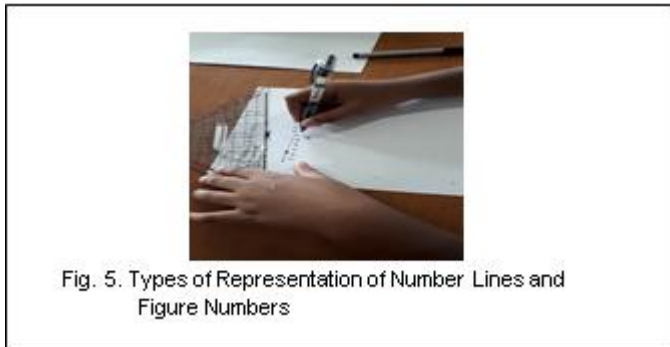 Fig. 5. Types of Representation of Number Lines and
Figure Numbers